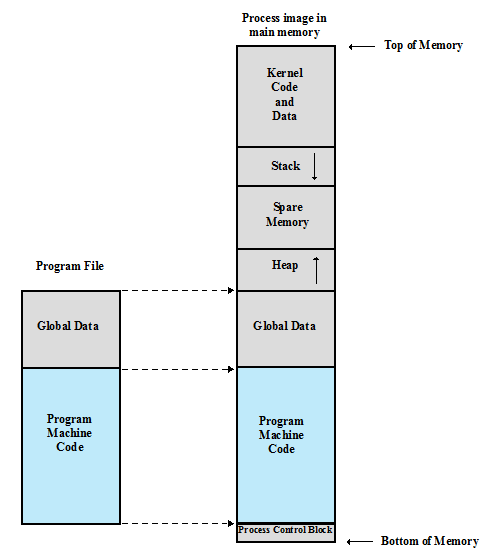 Process image in
main memory
Top of Memory
Kernel
Code
and
Data
Stack
Spare
Memory
Heap
Program File
Global Data
Global Data
Program
Machine
Code
Program
Machine
Code
Process Control Block
Bottom of Memory